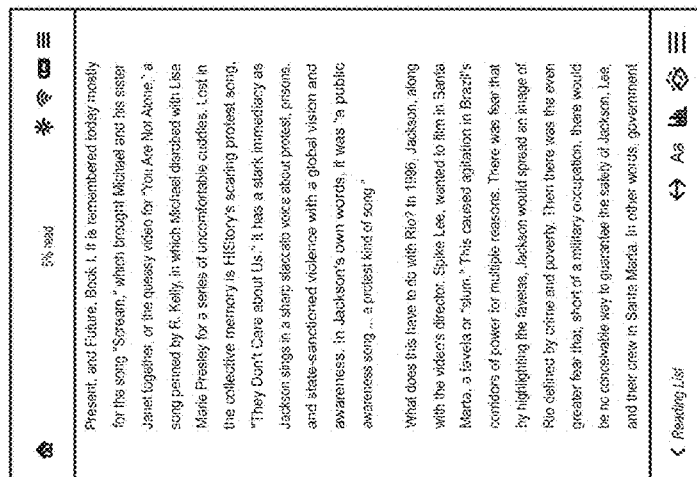 5% read
Present, and Future, Book I. It is remembered today mostly
for the song "Scream," which brought Michael and his sister
Janet together, or the queasy video for "You Are Not Alone," a
song penned by R. Kelly, in which Michael disrobed with Lisa
Marie Presley for a series of uncomfortable cuddles. Lost in
the collective memory is HIStory's searing protest song,
"They Don't Care about Us." It has a stark immediacy as
Jackson sings in a sharp staccato voice about protest, prisons,
and state-sanctioned violence with a global vision and
awareness. In Jackson's own words, it was "a public
awareness song ... a protest kind of song"
What does this have to do with Rio? In 1996, Jackson, along
with the video's director, Spike Lee, wanted to film in Santa
Marta, a favela or "slum." This caused agitation in Brazil's
corridors of power for multiple reasons. There was fear that
by highlighting the favelas, Jackson would spread an image of
Rio defined by crime and poverty. Then there was the even
greater fear that, short of a military occupation, there would
be no conceivable way to guarantee the safety of Jackson, Lee,
and their crew in Santa Marta. In other words, government
Reading List
Aa